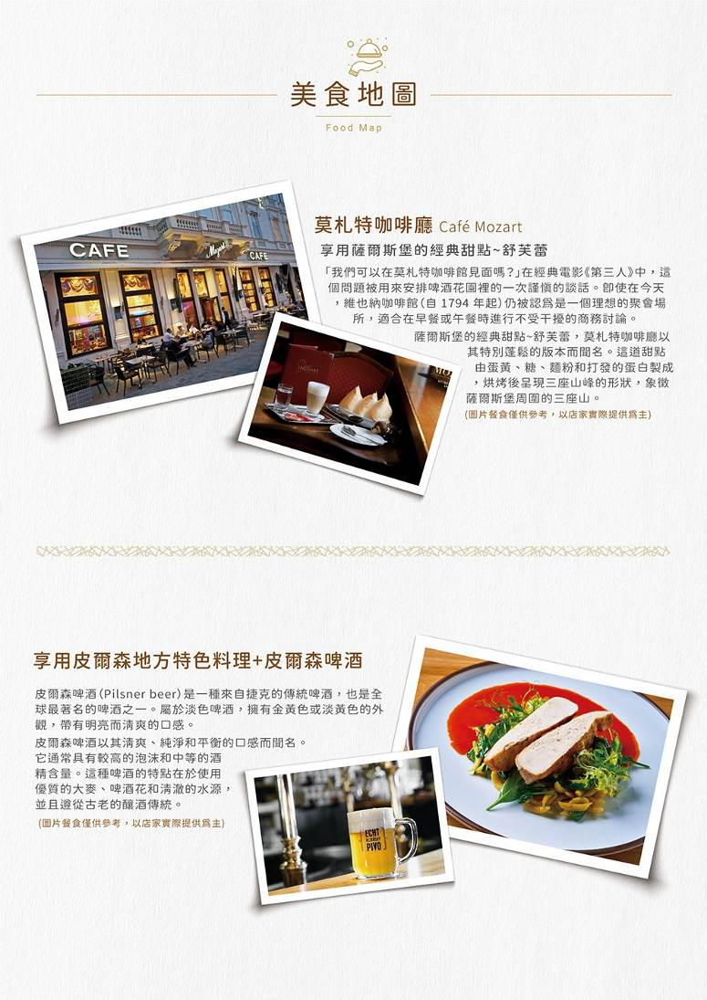 美食地圖
Food Map
莫札特咖啡廳 Café Mozart
享用薩爾斯堡的經典甜點~舒芙蕾
「我們可以在莫札特咖啡館見面嗎?」在經典電影《第三人》中，這
個問題被用來安排啤酒花園裡的一次謹慎的談話。即使在今天
，維也納咖啡館（自 1794 年起）仍被認為是一個理想的聚會場
所，適合在早餐或午餐時進行不受干擾的商務討論。
薩爾斯堡的經典甜點~舒芙蕾，莫札特咖啡廳以
其特別蓬鬆的版本而聞名。這道甜點
由蛋黃、糖、麵粉和打發的蛋白製成
，烘烤後呈現三座山峰的形狀，象徵
薩爾斯堡周圍的三座山。
(圖片餐食僅供參考，以店家實際提供為主)
CAFE
Mozart
CAFE
MOZART
MO
享用皮爾森地方特色料理+皮爾森啤酒
皮爾森啤酒（Pilsner beer）是一種來自捷克的傳統啤酒，也是全
球最著名的啤酒之一。屬於淡色啤酒，擁有金黃色或淡黃色的外
觀，帶有明亮而清爽的口感。
皮爾森啤酒以其清爽、純淨和平衡的口感而聞名。
它通常具有較高的泡沫和中等的酒
精含量。這種啤酒的特點在於使用
優質的大麥、啤酒花和清澈的水源，
並且遵從古老的釀酒傳統。
(圖片餐食僅供參考，以店家實際提供為主)
ECHT
PIVO